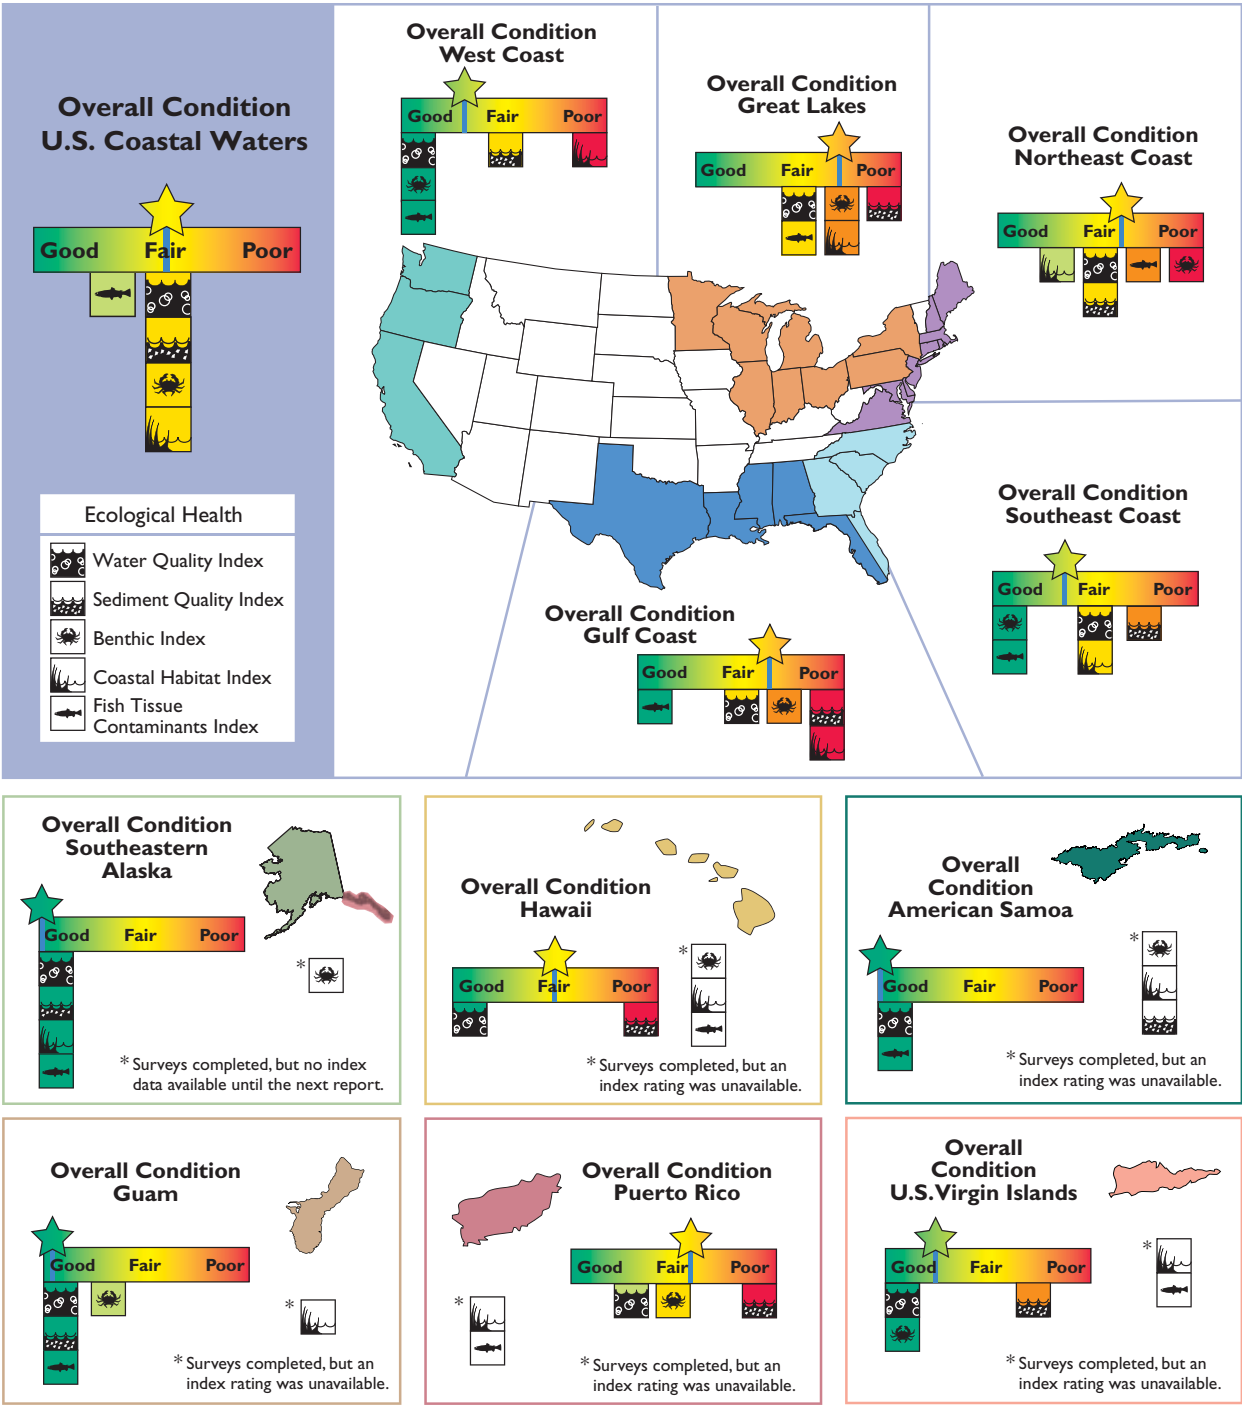 Overall Condition
U.S. Coastal Waters
Good Fair Poor
Ecological Health
Water Quality Index
Sediment Quality Index
Benthic Index
Coastal Habitat Index
Fish Tissue
Contaminants Index
Overall Condition
West Coast
Good Fair Poor
Overall Condition
Great Lakes
Good Fair Poor
Overall Condition
Northeast Coast
Good Fair Poor
Overall Condition
Southeast Coast
Good Fair Poor
Overall Condition
Gulf Coast
Good Fair Poor
Overall Condition
Southeastern
Alaska
Good Fair Poor
*
* Surveys completed, but no index
data available until the next report.
Overall Condition
Hawaii
Good Fair Poor
*
* Surveys completed, but an
index rating was unavailable.
Overall
Condition
American Samoa
Good Fair Poor
*
* Surveys completed, but an
index rating was unavailable.
Overall Condition
Guam
Good Fair Poor
*
* Surveys completed, but an
index rating was unavailable.
Overall Condition
Puerto Rico
Good Fair Poor
*
* Surveys completed, but an
index rating was unavailable.
Overall
Condition
U.S. Virgin Islands
Good Fair Poor
*
* Surveys completed, but an
index rating was unavailable.